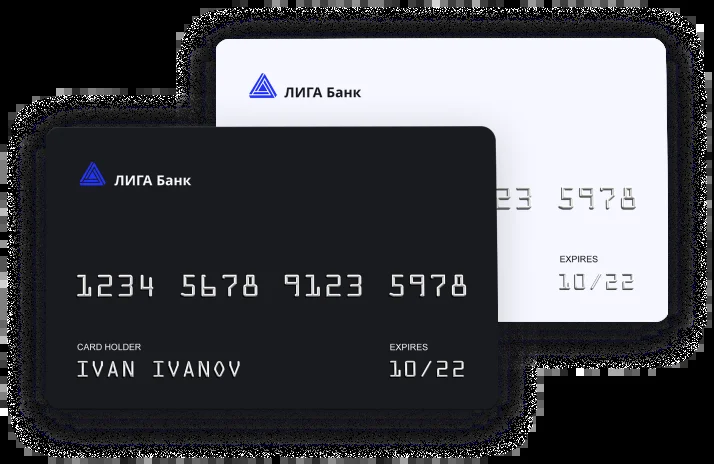 ЛИГА Банк
23 5978
EXPIRES
10/22
ЛИГА Банк
1234 5678 9123 5978
CARD HOLDER
EXPIRES
IVAN IVANOV
10/22